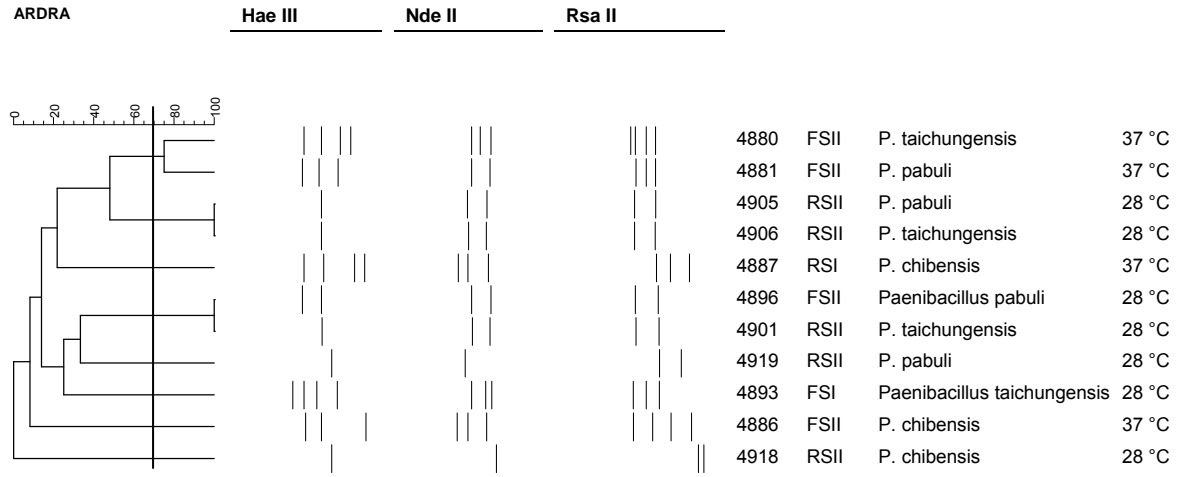 ARDRA Hae III Nde II Rsa II
0 20 40 60 80 100
4880 FSII P. taichungensis 37 °C
4881 FSII P. pabuli 37 °C
4905 RSII P. pabuli 28 °C
4906 RSII P. taichungensis 28 °C
4887 RSI P. chibensis 37 °C
4896 FSII Paenibacillus pabuli 28 °C
4901 RSII P. taichungensis 28 °C
4919 RSII P. pabuli 28 °C
4893 FSI Paenibacillus taichungensis 28 °C
4886 FSII P. chibensis 37 °C
4918 RSII P. chibensis 28 °C